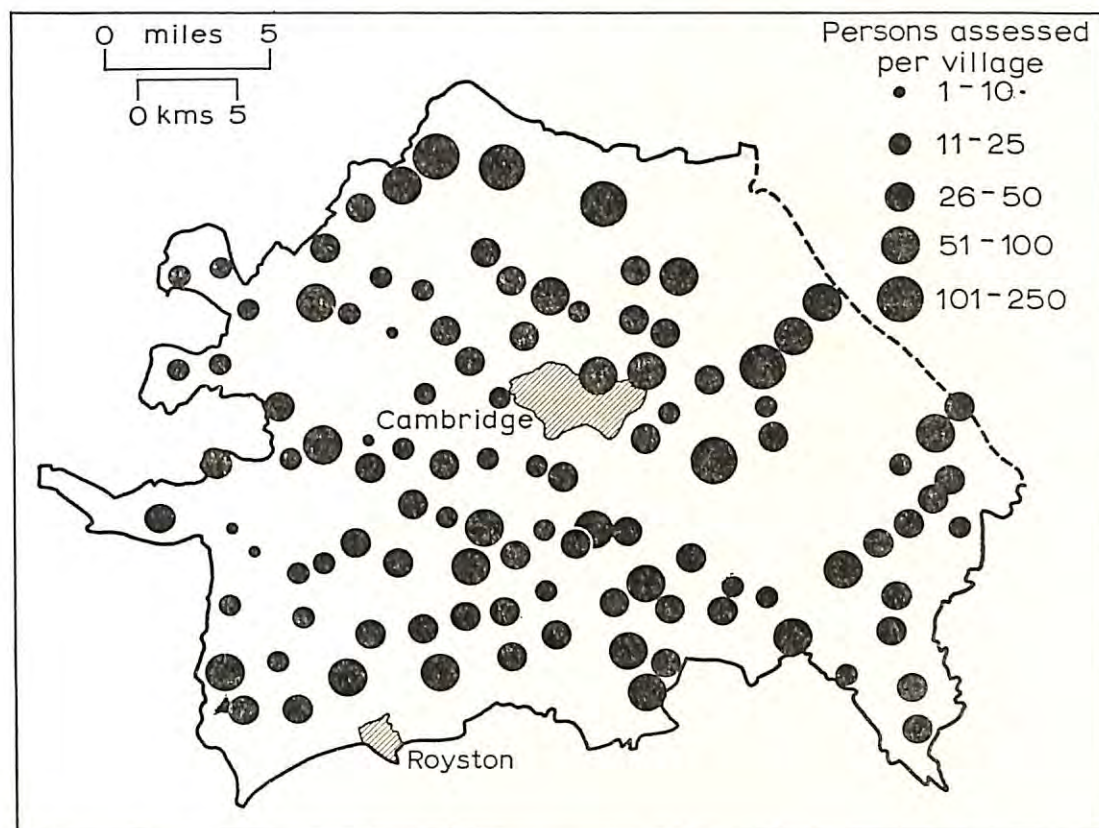 0 miles 5
0 kms 5
Persons assessed
per village
1-10
11-25
26-50
51-100
101-250
Cambridge
Royston